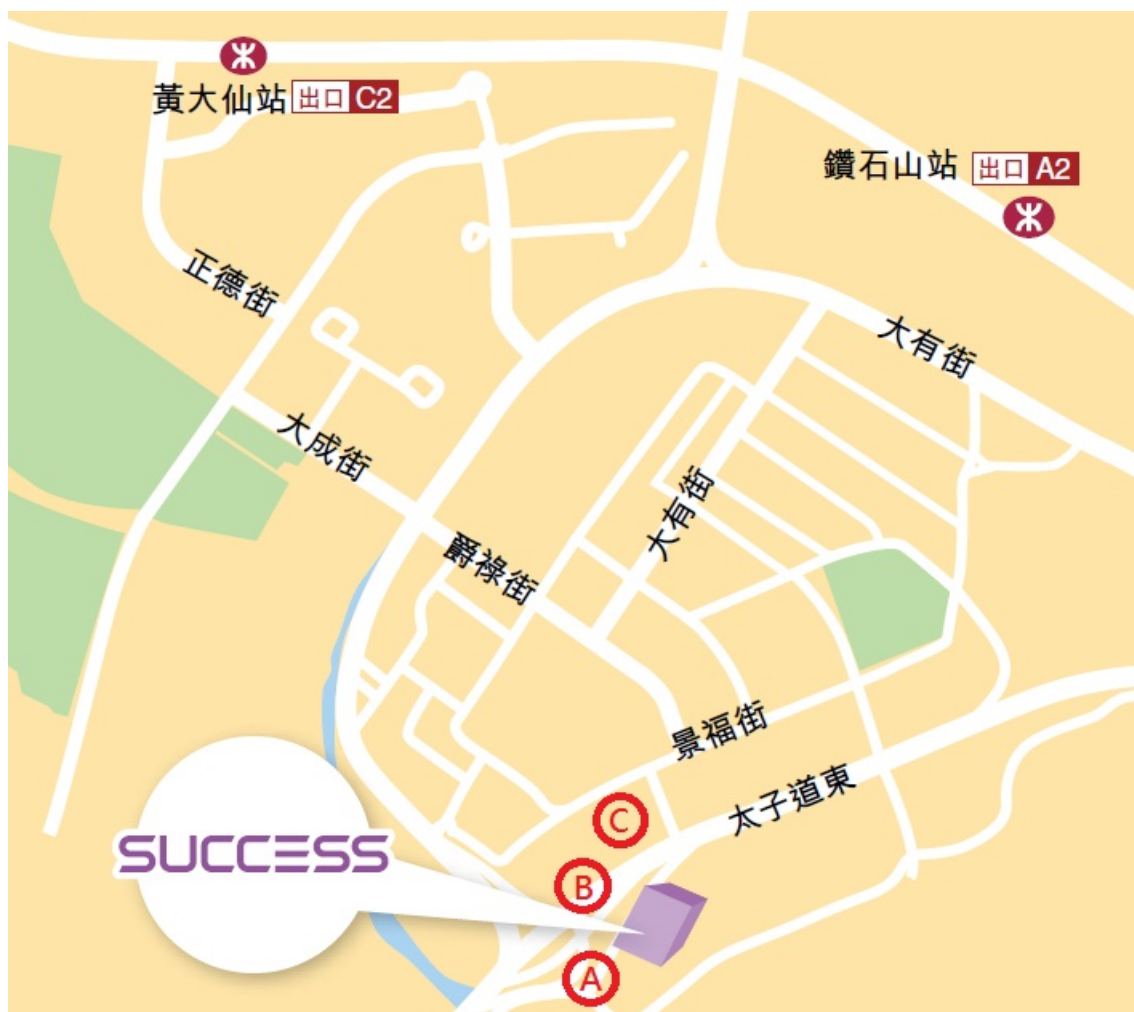 黃大仙站 出口 C2
鑽石山站 出口 A2
正德街
大有街
大成街
大有街
爵祿街
景福街
太子道東
C
SUCCESS
B
A